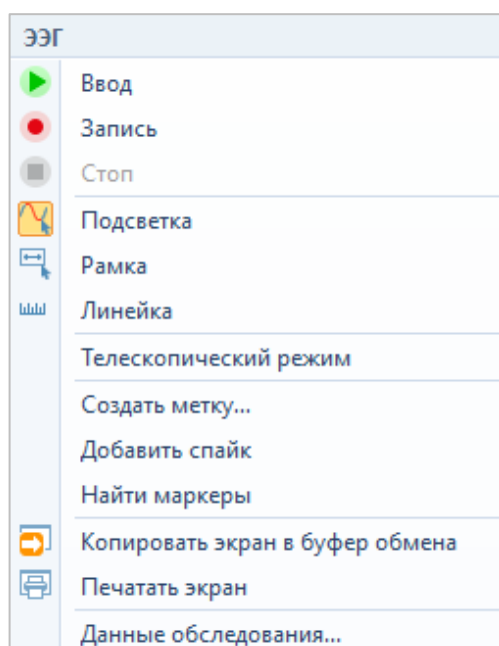 ЭЭГ
Ввод
Запись
Стоп
Подсветка
Рамка
Линейка
Телескопический режим
Создать метку...
Добавить спайк
Найти маркеры
Копировать экран в буфер обмена
Печатать экран
Данные обследования...